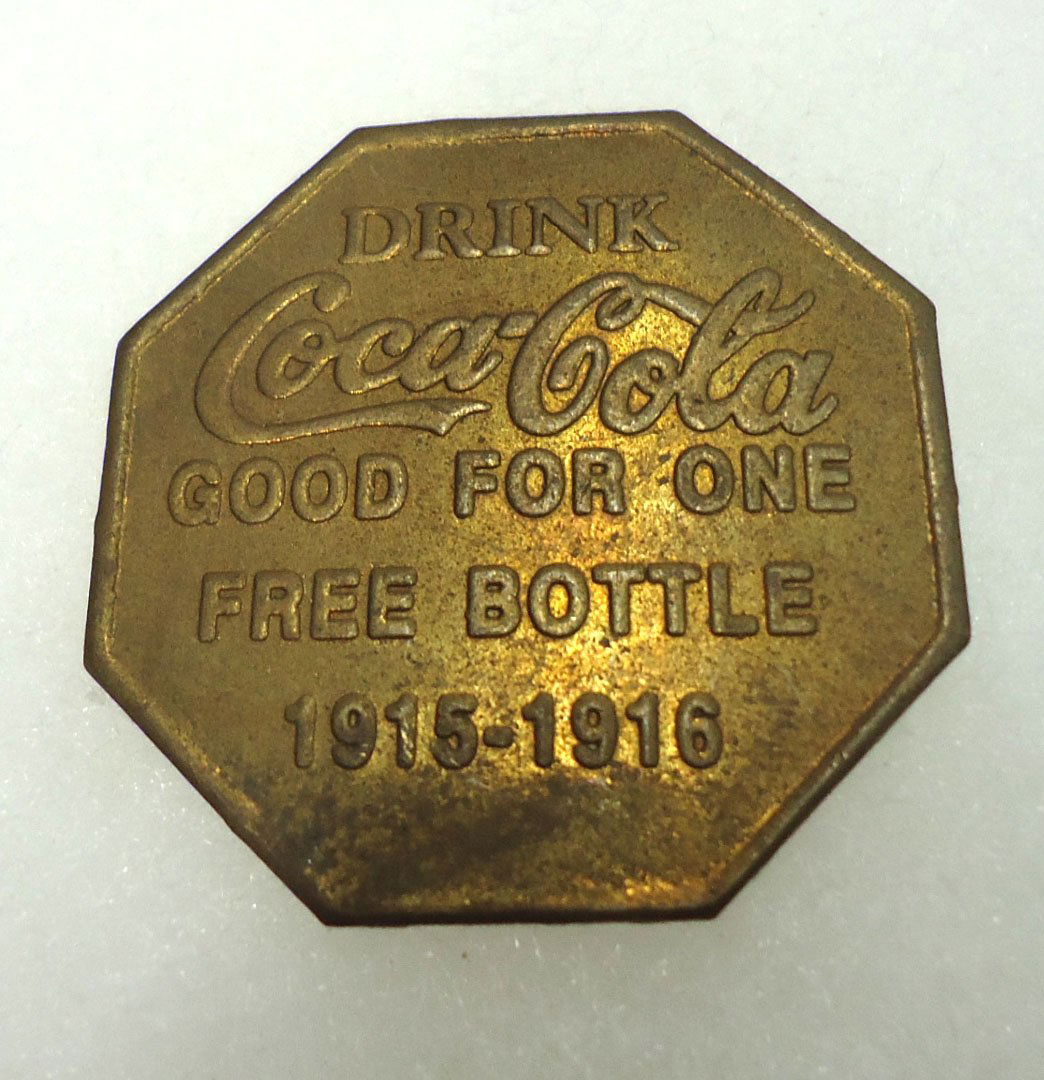 DRINK
Coca-Cola
GOOD FOR ONE
FREE BOTTLE
1915-1916